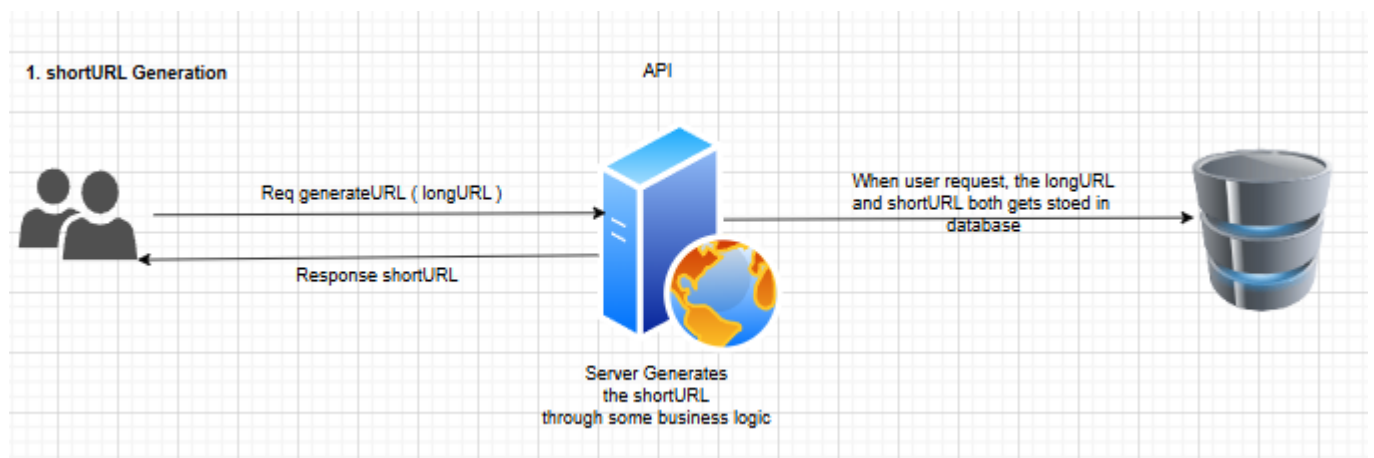 1. shortURL Generation
API
Req generateURL ( longURL )
When user request, the longURL
and shortURL both gets stoed in
database
Response shortURL
Server Generates
the shortURL
through some business logic